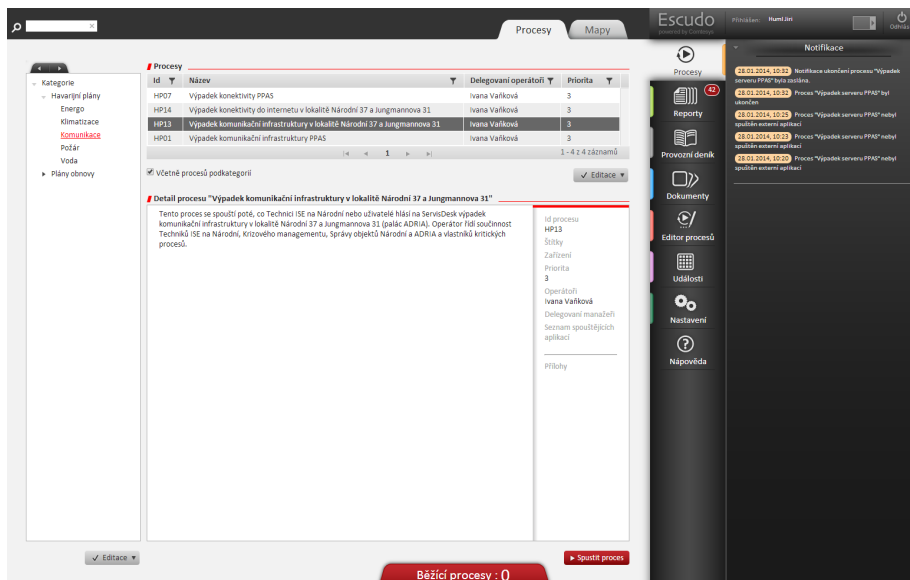 Procesy
Mapy
Escudo
powered by Corasoys
Přihlášen: Huml Jiri
Odhlás
Kategorie
Havarijní plány
Energo
Klimatizace
Komunikace
Požár
Voda
Plány obnovy
Procesy
Id Název Delegovaní operátoři Priorita
HP07 Výpadek konektivity PPAS Ivana Vaňková 3
HP14 Výpadek konektivity do internetu v lokalitě Národní 37 a Jungmannova 31 Ivana Vaňková 3
HP13 Výpadek komunikační infrastruktury v lokalitě Národní 37 a Jungmannova 31 Ivana Vaňková 3
HP01 Výpadek komunikační infrastruktury PPAS Ivana Vaňková 3
1
1 - 4 z 4 záznamů
Včetně procesů podkategorií
Editace
Detail procesu "Výpadek komunikační infrastruktury v lokalitě Národní 37 a Jungmannova 31"
Tento proces se spouští poté, co Technici ISE na Národní nebo uživatelé hlásí na ServisDesk výpadek
komunikační infrastruktury v lokalitě Národní 37 a Jungmannova 31 (palác ADRIA). Operátor řídí součinnost
Techniků ISE na Národní, Krizového managementu, Správy objektů Národní a ADRIA a vlastníků kritických
procesů.
Id procesu
HP13
Štítky
Zařízení
Priorita
3
Operátoři
Ivana Vaňková
Delegovaní manažeři
Seznam spouštějících
aplikací
Přílohy
Editace
Spustit proces
Běžící procesy : 0
Procesy
42
Reporty
Provozní deník
Dokumenty
Editor procesů
Události
Nastavení
Nápověda
Notifikace
28.01.2014, 10:32 Notifikace ukončení procesu "Výpadek
serveru PPAS" byla zaslána.
28.01.2014, 10:32 Proces "Výpadek serveru PPAS" byl
ukončen
28.01.2014, 10:25 Proces "Výpadek serveru PPAS" nebyl
spuštěn externí aplikací
28.01.2014, 10:23 Proces "Výpadek serveru PPAS" nebyl
spuštěn externí aplikací
28.01.2014, 10:20 Proces "Výpadek serveru PPAS" nebyl
spuštěn externí aplikací